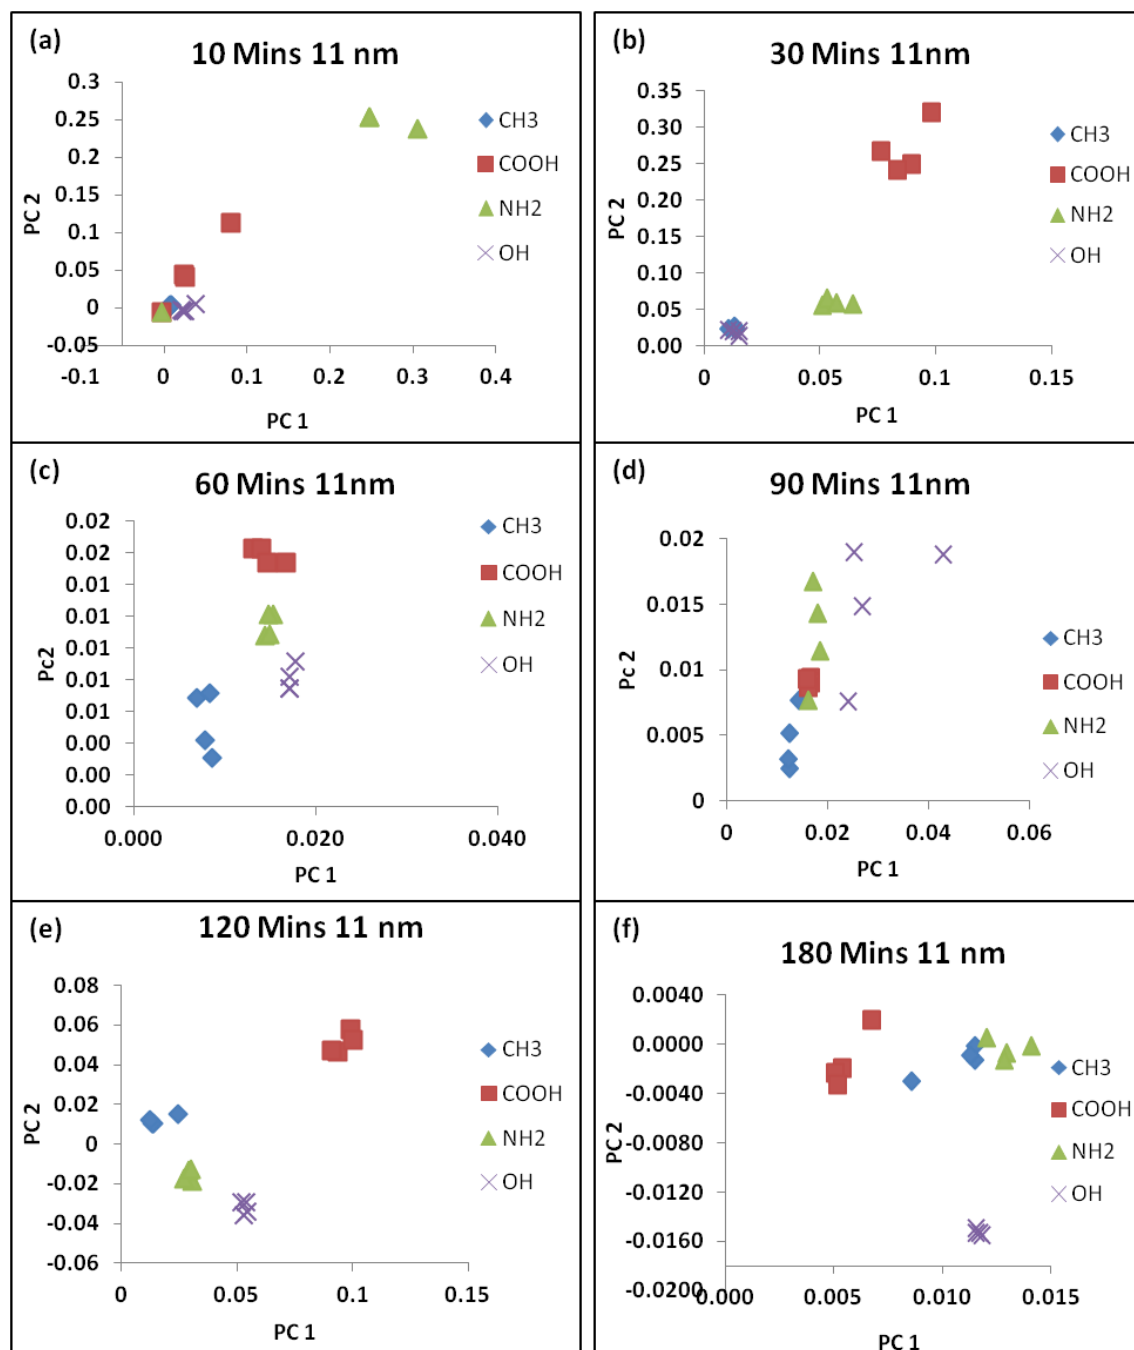 (a)
10 Mins 11 nm
0.3
0.25
0.2
0.15
0.1
0.05
0
-0.05
PC 2
-0.1
0
0.1
0.2
0.3
0.4
PC 1
CH3
COOH
NH2
OH
(b)
30 Mins 11nm
0.35
0.30
0.25
0.20
0.15
0.10
0.05
0.00
PC 2
0
0.05
0.1
0.15
PC 1
CH3
COOH
NH2
OH
(c)
60 Mins 11nm
0.02
0.02
0.01
0.01
0.01
0.01
0.01
0.00
0.00
0.00
Pc2
0.000
0.020
0.040
PC 1
CH3
COOH
NH2
OH
(d)
90 Mins 11nm
0.02
0.015
0.01
0.005
0
Pc 2
0
0.02
0.04
0.06
PC 1
CH3
COOH
NH2
OH
(e)
120 Mins 11 nm
0.08
0.06
0.04
0.02
0
-0.02
-0.04
-0.06
PC 2
0
0.05
0.1
0.15
PC 1
CH3
COOH
NH2
OH
(f)
180 Mins 11 nm
0.0040
0.0000
-0.0040
-0.0080
-0.0120
-0.0160
-0.0200
PC 2
0.000
0.005
0.010
0.015
PC 1
CH3
COOH
NH2
OH